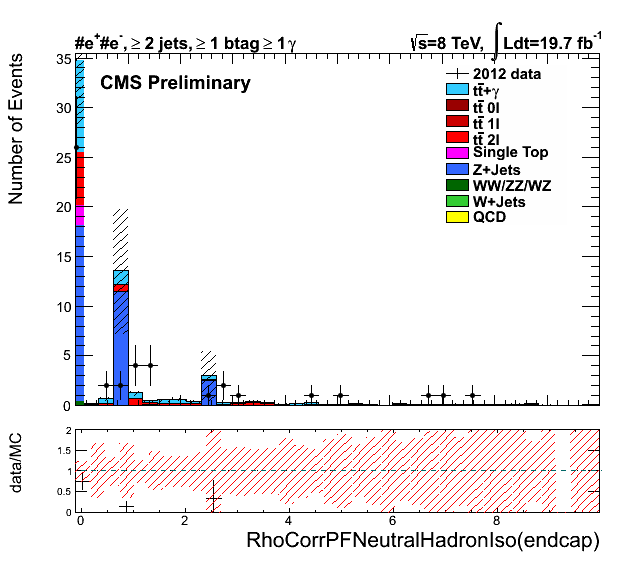 #e⁺#e⁻, ≥ 2 jets, ≥ 1 btag ≥ 1γ
√s=8 TeV, ∫ Ldt=19.7 fb⁻¹
CMS Preliminary
2012 data
tt̄+γ
tt̄ 0l
tt̄ 1l
tt̄ 2l
Single Top
Z+Jets
WW/ZZ/WZ
W+Jets
QCD
Number of Events
35
30
25
20
15
10
5
0
data/MC
2
1.5
1
0.5
0
0 2 4 6 8
RhoCorrPFNeutralHadronIso(endcap)